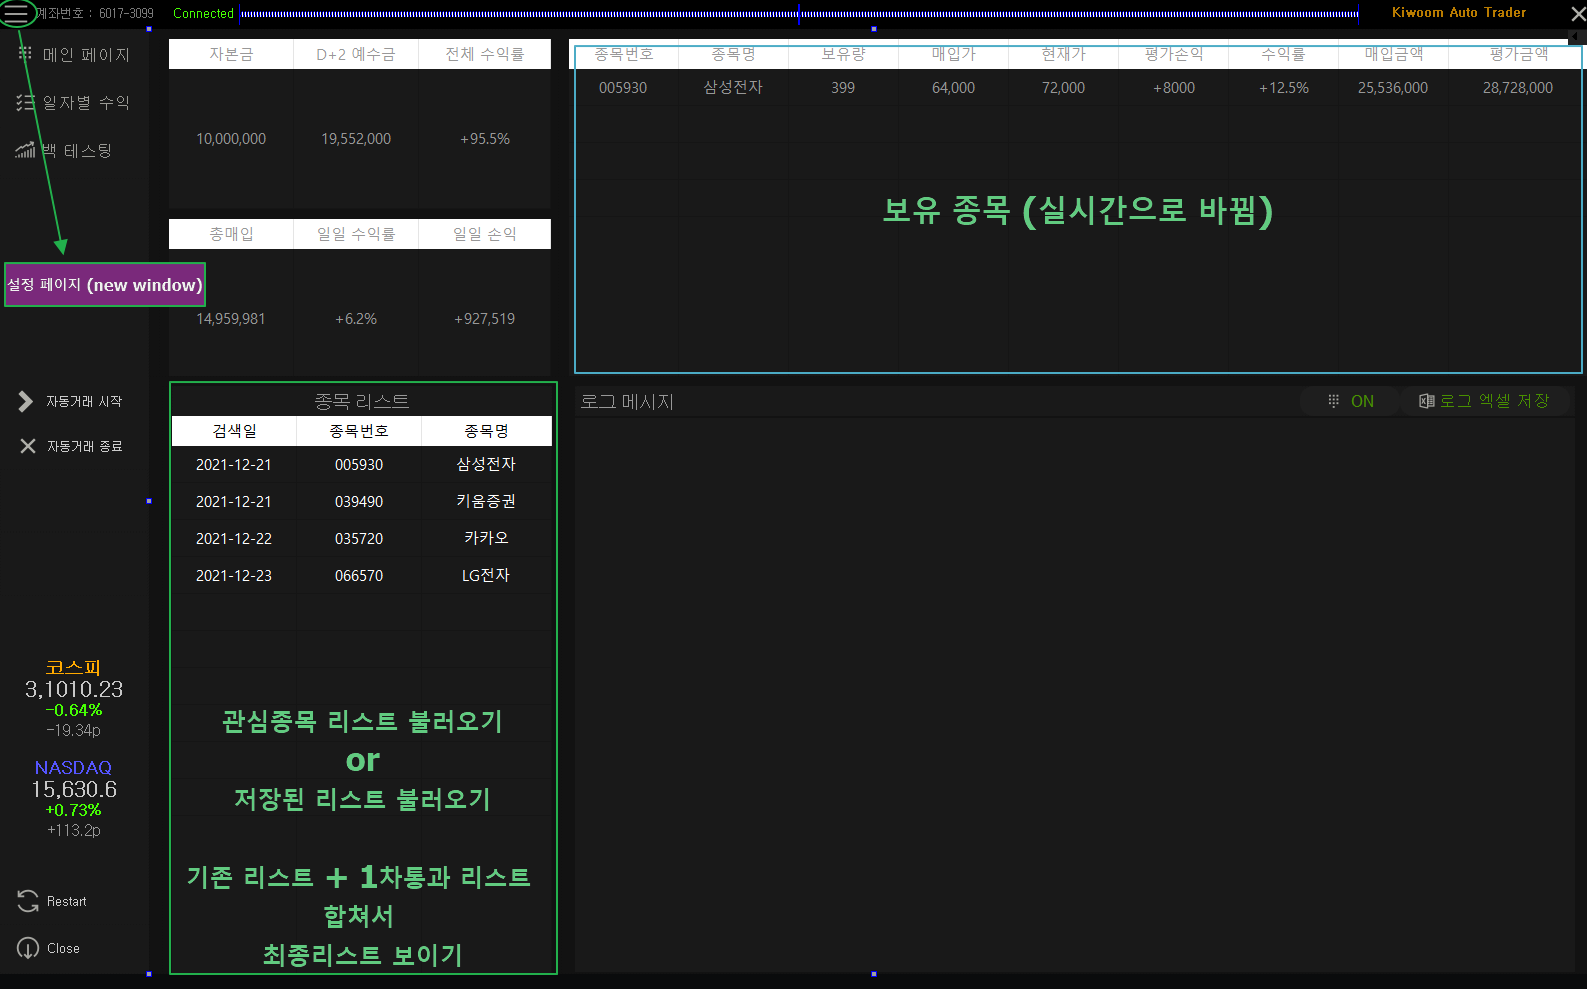 계좌번호 : 6017-3099 Connected Kiwoom Auto Trader
메인 페이지
일자별 수익
백 테스팅
설정 페이지 (new window)
자동거래 시작
자동거래 종료
코스피
3,1010.23
-0.64%
-19.34p
NASDAQ
15,630.6
+0.73%
+113.2p
Restart
Close
자본금 D+2 예수금 전체 수익률
10,000,000 19,552,000 +95.5%
총매입 일일 수익률 일일 손익
14,959,981 +6.2% +927,519
종목번호 종목명 보유량 매입가 현재가 평가손익 수익률 매입금액 평가금액
005930 삼성전자 399 64,000 72,000 +8000 +12.5% 25,536,000 28,728,000
보유 종목 (실시간으로 바뀜)
종목 리스트
검색일 종목번호 종목명
2021-12-21 005930 삼성전자
2021-12-21 039490 키움증권
2021-12-22 035720 카카오
2021-12-23 066570 LG전자
관심종목 리스트 불러오기
or
저장된 리스트 불러오기
기존 리스트 + 1차통과 리스트
합쳐서
최종리스트 보이기
로그 메시지 ON 로그 엑셀 저장